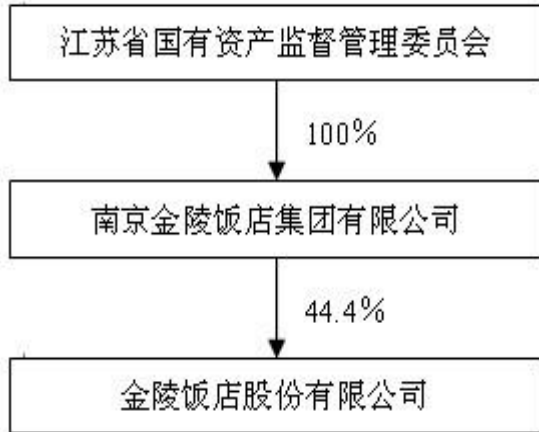 江苏省国有资产监督管理委员会
100%
南京金陵饭店集团有限公司
44.4%
金陵饭店股份有限公司